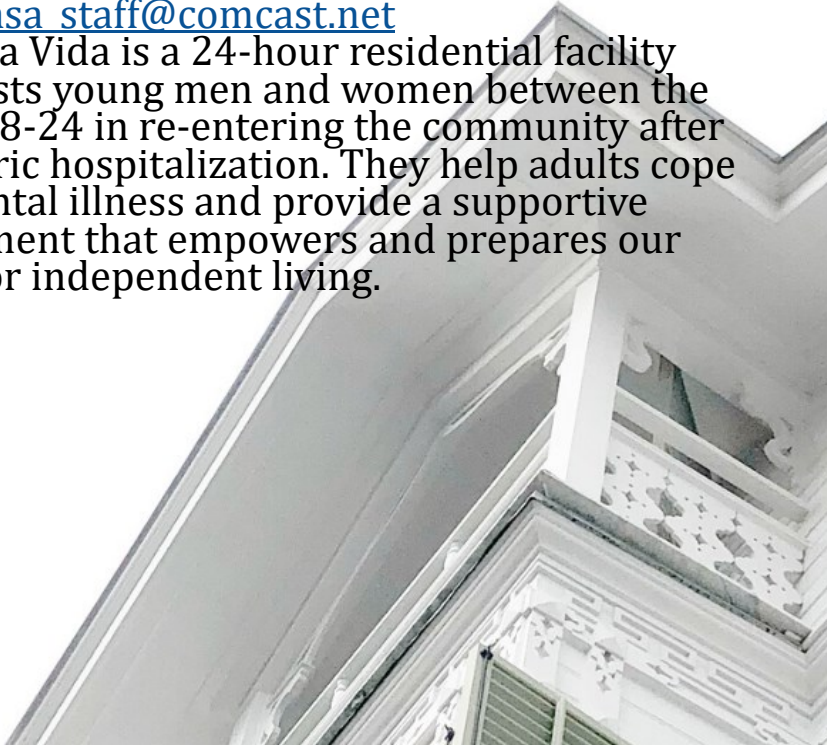 nsa_staff@comcast.net
a Vida is a 24-hour residential facility
sts young men and women between the
8-24 in re-entering the community after
ric hospitalization. They help adults cope
ntal illness and provide a supportive
ment that empowers and prepares our
or independent living.